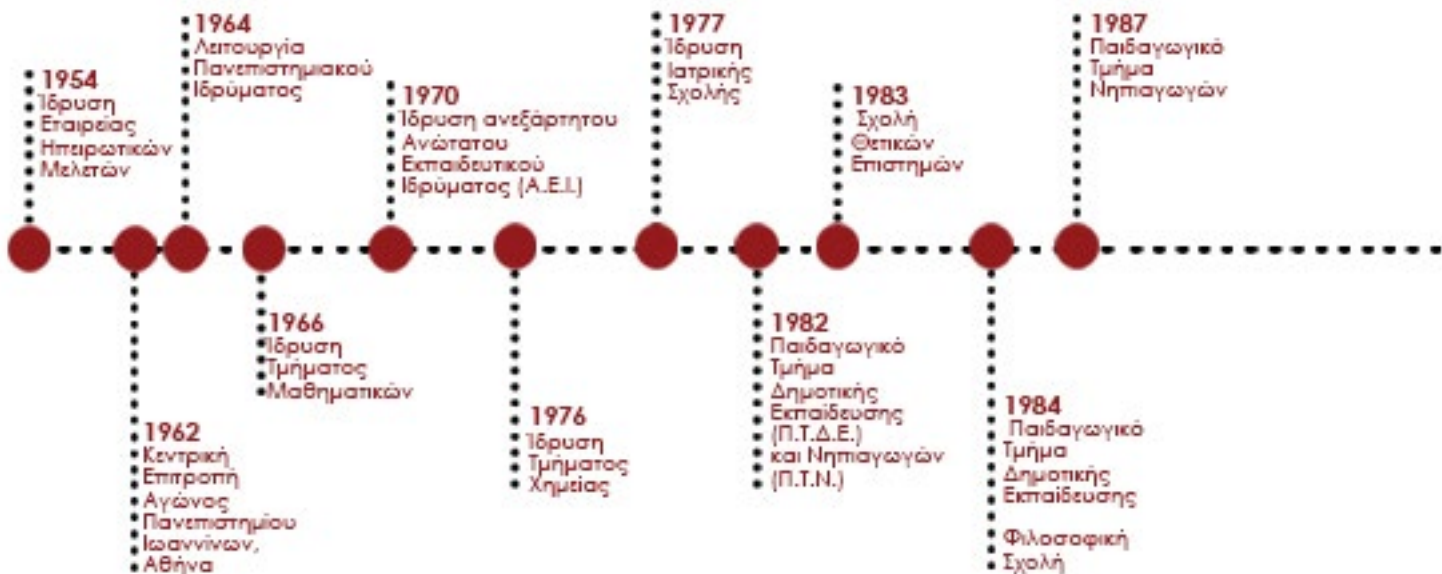 1954
Ίδρυση
Εταιρείας
Ηπειρωτικών
Μελετών
1962
Κεντρική
Επιτροπή
Αγώνος
Πανεπιστημίου
Ιωαννίνων,
Αθήνα
1964
Λειτουργία
Πανεπιστημιακού
Ιδρύματος
1966
Ίδρυση
Τμήματος
Μαθηματικών
1970
Ίδρυση ανεξάρτητου
Ανώτατου
Εκπαιδευτικού
Ιδρύματος (Α.Ε.Ι.)
1976
Ίδρυση
Τμήματος
Χημείας
1977
Ίδρυση
Ιατρικής
Σχολής
1982
Παιδαγωγικό
Τμήμα
Δημοτικής
Εκπαίδευσης
(Π.Τ.Δ.Ε.)
και Νηπιαγωγών
(Π.Τ.Ν.)
1983
Σχολή
Θετικών
Επιστημών
1984
Παιδαγωγικό
Τμήμα
Δημοτικής
Εκπαίδευσης
Φιλοσοφική
Σχολή
1987
Παιδαγωγικό
Τμήμα
Νηπιαγωγών